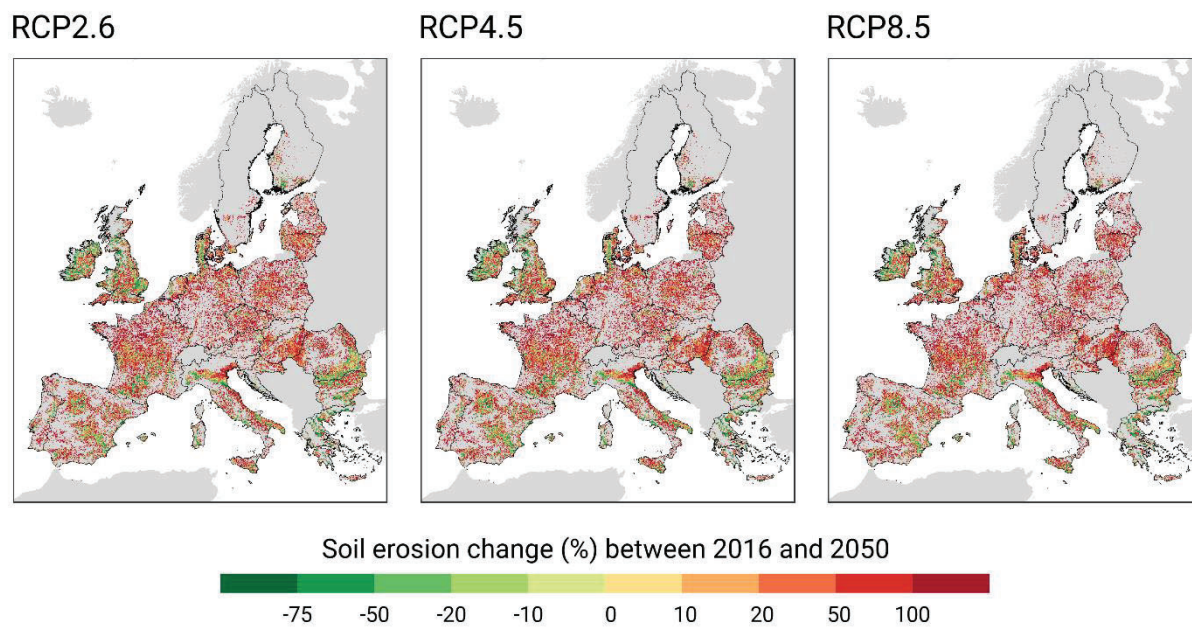 RCP2.6
RCP4.5
RCP8.5
Soil erosion change (%) between 2016 and 2050
-75 -50 -20 -10 0 10 20 50 100